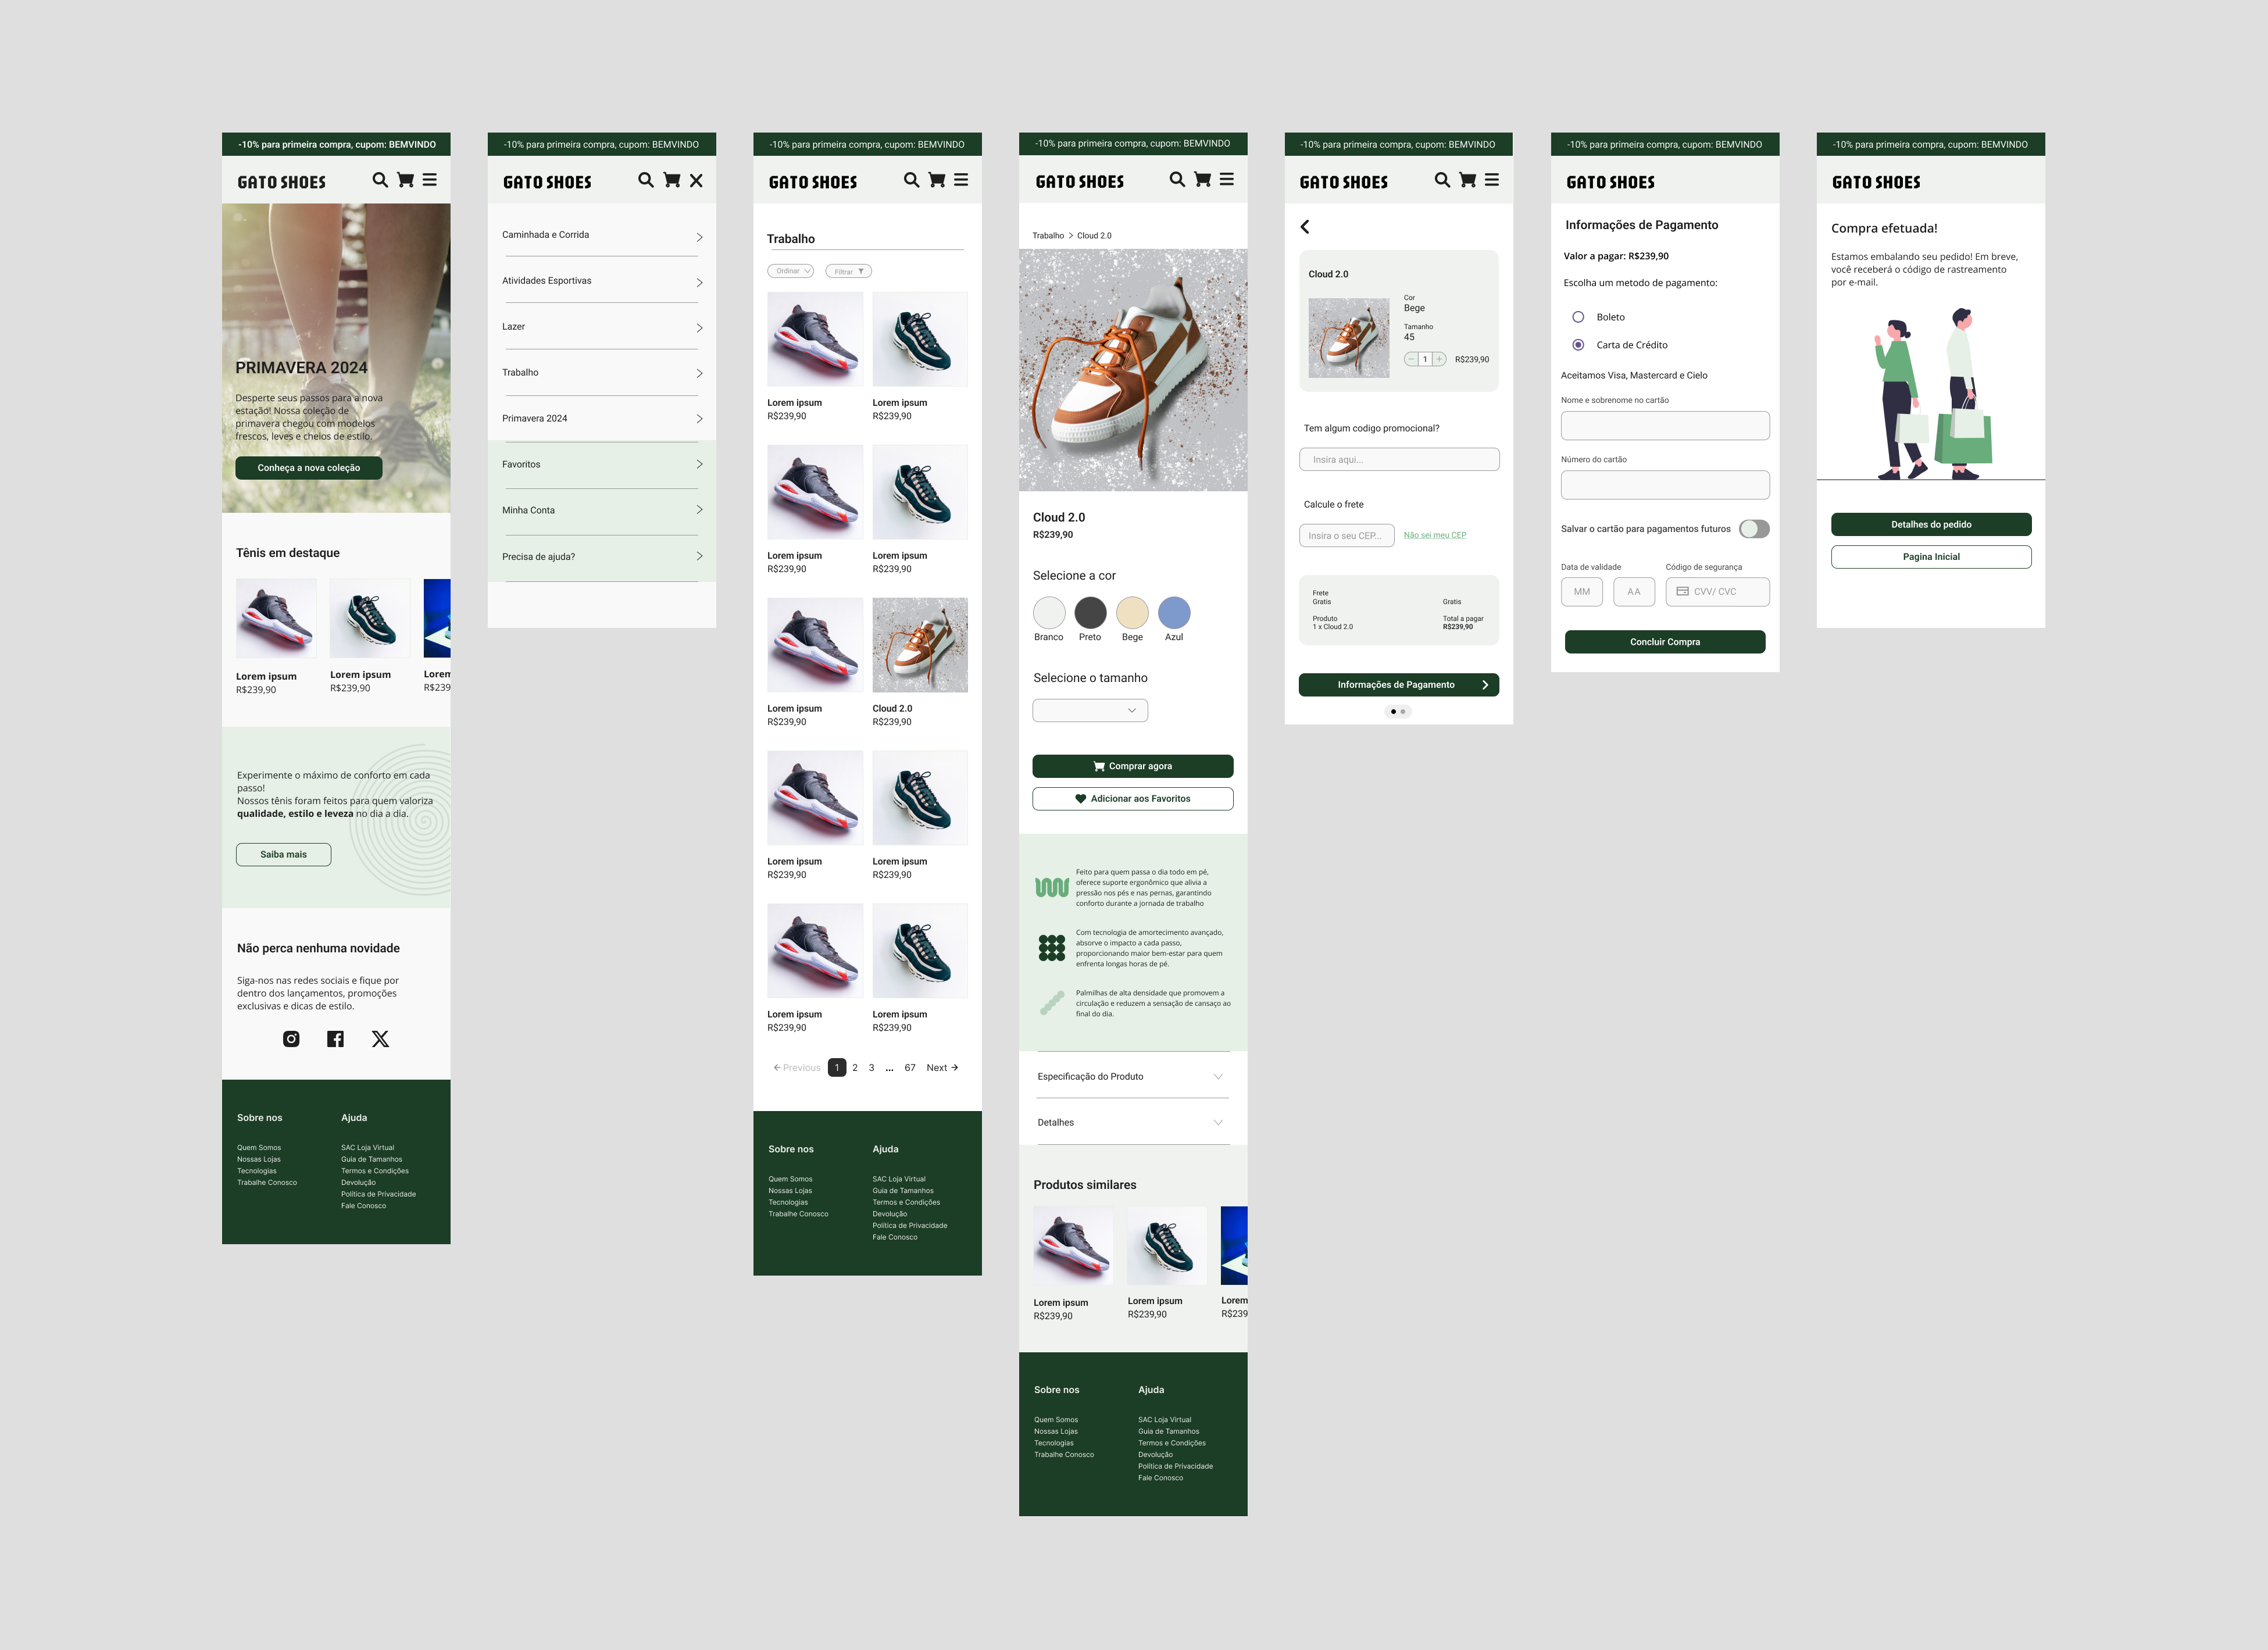 -10% para primeira compra, cupom: BEMVINDO
GATO SHOES
PRIMAVERA 2024
Desperte seus passos para a nova
estação! Nossa coleção de
primavera chegou com modelos
frescos, leves e cheios de estilo.
Conheça a nova coleção
Tênis em destaque
Lorem ipsum
R$239,90
Lorem ipsum
R$239,90
Lorem
R$239
Experimente o máximo de conforto em cada
passo!
Nossos tênis foram feitos para quem valoriza
qualidade, estilo e leveza no dia a dia.
Saiba mais
Não perca nenhuma novidade
Siga-nos nas redes sociais e fique por
dentro dos lançamentos, promoções
exclusivas e dicas de estilo.
Sobre nos
Quem Somos
Nossas Lojas
Tecnologias
Trabalhe Conosco
Ajuda
SAC Loja Virtual
Guia de Tamanhos
Termos e Condições
Devolução
Política de Privacidade
Fale Conosco
-10% para primeira compra, cupom: BEMVINDO
GATO SHOES
Caminhada e Corrida
Atividades Esportivas
Lazer
Trabalho
Primavera 2024
Favoritos
Minha Conta
Precisa de ajuda?
-10% para primeira compra, cupom: BEMVINDO
GATO SHOES
Trabalho
Ordinar
Filtrar
Lorem ipsum
R$239,90
Lorem ipsum
R$239,90
Lorem ipsum
R$239,90
Lorem ipsum
R$239,90
Lorem ipsum
R$239,90
Cloud 2.0
R$239,90
Lorem ipsum
R$239,90
Lorem ipsum
R$239,90
Lorem ipsum
R$239,90
Lorem ipsum
R$239,90
← Previous 1 2 3 ... 67 Next →
Sobre nos
Quem Somos
Nossas Lojas
Tecnologias
Trabalhe Conosco
Ajuda
SAC Loja Virtual
Guia de Tamanhos
Termos e Condições
Devolução
Política de Privacidade
Fale Conosco
-10% para primeira compra, cupom: BEMVINDO
GATO SHOES
Trabalho > Cloud 2.0
Cloud 2.0
R$239,90
Selecione a cor
Branco Preto Bege Azul
Selecione o tamanho
Comprar agora
Adicionar aos Favoritos
Feito para quem passa o dia todo em pé,
oferece suporte ergonômico que alivia a
pressão nos pés e nas pernas, garantindo
conforto durante a jornada de trabalho
Com tecnologia de amortecimento avançado,
absorve o impacto a cada passo,
proporcionando maior bem-estar para quem
enfrenta longas horas de pé.
Palmilhas de alta densidade que promovem a
circulação e reduzem a sensação de cansaço ao
final do dia.
Especificação do Produto
Detalhes
Produtos similares
Lorem ipsum
R$239,90
Lorem ipsum
R$239,90
Lorem
R$239
Sobre nos
Quem Somos
Nossas Lojas
Tecnologias
Trabalhe Conosco
Ajuda
SAC Loja Virtual
Guia de Tamanhos
Termos e Condições
Devolução
Política de Privacidade
Fale Conosco
-10% para primeira compra, cupom: BEMVINDO
GATO SHOES
Cloud 2.0
Cor
Bege
Tamanho
45
− 1 + R$239,90
Tem algum codigo promocional?
Insira aqui...
Calcule o frete
Insira o seu CEP...
Não sei meu CEP
Frete
Gratis Gratis
Produto Total a pagar
1 x Cloud 2.0 R$239,90
Informações de Pagamento
-10% para primeira compra, cupom: BEMVINDO
GATO SHOES
Informações de Pagamento
Valor a pagar: R$239,90
Escolha um metodo de pagamento:
Boleto
Carta de Crédito
Aceitamos Visa, Mastercard e Cielo
Nome e sobrenome no cartão
Número do cartão
Salvar o cartão para pagamentos futuros
Data de validade Código de segurança
MM AA CVV/ CVC
Concluir Compra
-10% para primeira compra, cupom: BEMVINDO
GATO SHOES
Compra efetuada!
Estamos embalando seu pedido! Em breve,
você receberá o código de rastreamento
por e-mail.
Detalhes do pedido
Pagina Inicial